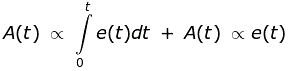 A(t) ∝ ∫₀ᵗ e(t)dt + A(t) ∝ e(t)